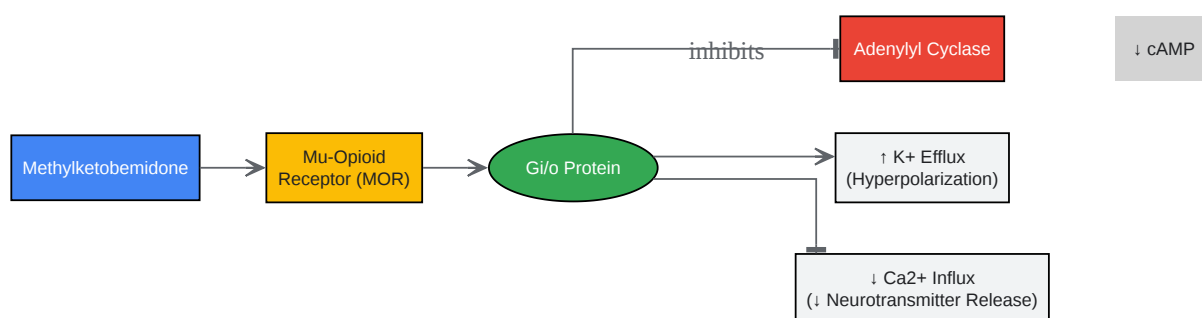 inhibits
Adenylyl Cyclase
↓ cAMP
Methylketobemidone
Mu-Opioid
Receptor (MOR)
Gi/o Protein
↑ K+ Efflux
(Hyperpolarization)
↓ Ca2+ Influx
(↓ Neurotransmitter Release)